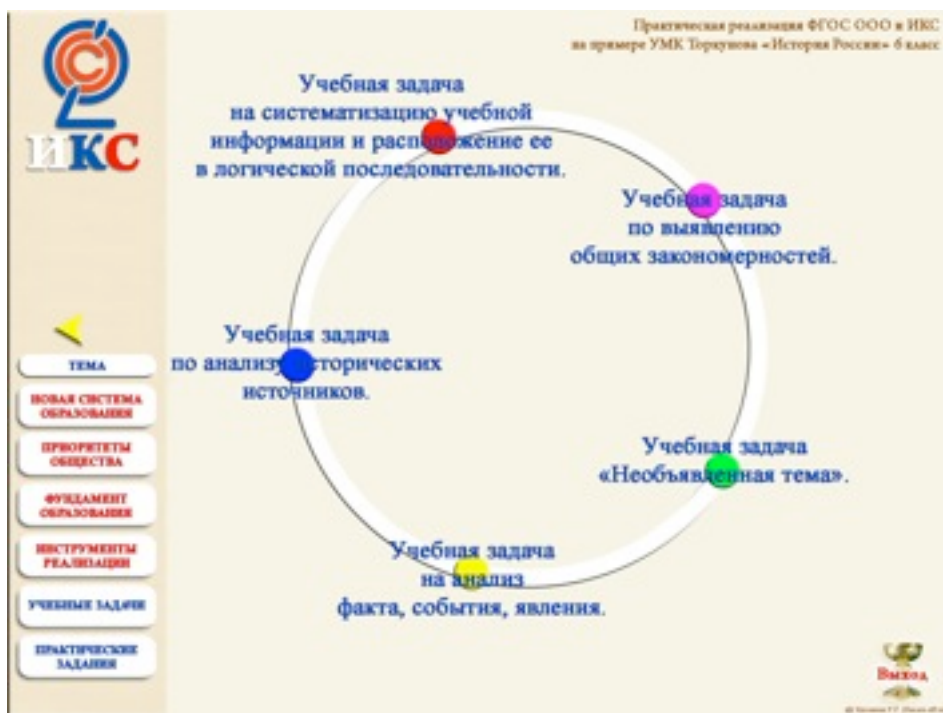 Практическая реализация ФГОС ООО и ИКС
на примере УМК Торкунова «История России» 6 класс
ИКС
Учебная задача
на систематизацию учебной
информации и расположение ее
в логической последовательности.
Учебная задача
по выявлению
общих закономерностей.
Учебная задача
по анализу исторических
источников.
Учебная задача
«Необъявленная тема».
Учебная задача
на анализ
факта, события, явления.
ТЕМА
НОВАЯ СИСТЕМА
ОБРАЗОВАНИЯ
ПРИОРИТЕТЫ
ОБЩЕСТВА
ФУНДАМЕНТ
ОБРАЗОВАНИЯ
ИНСТРУМЕНТЫ
РЕАЛИЗАЦИИ
УЧЕБНЫЕ ЗАДАЧИ
ПРАКТИЧЕСКИЕ
ЗАДАНИЯ
Выход